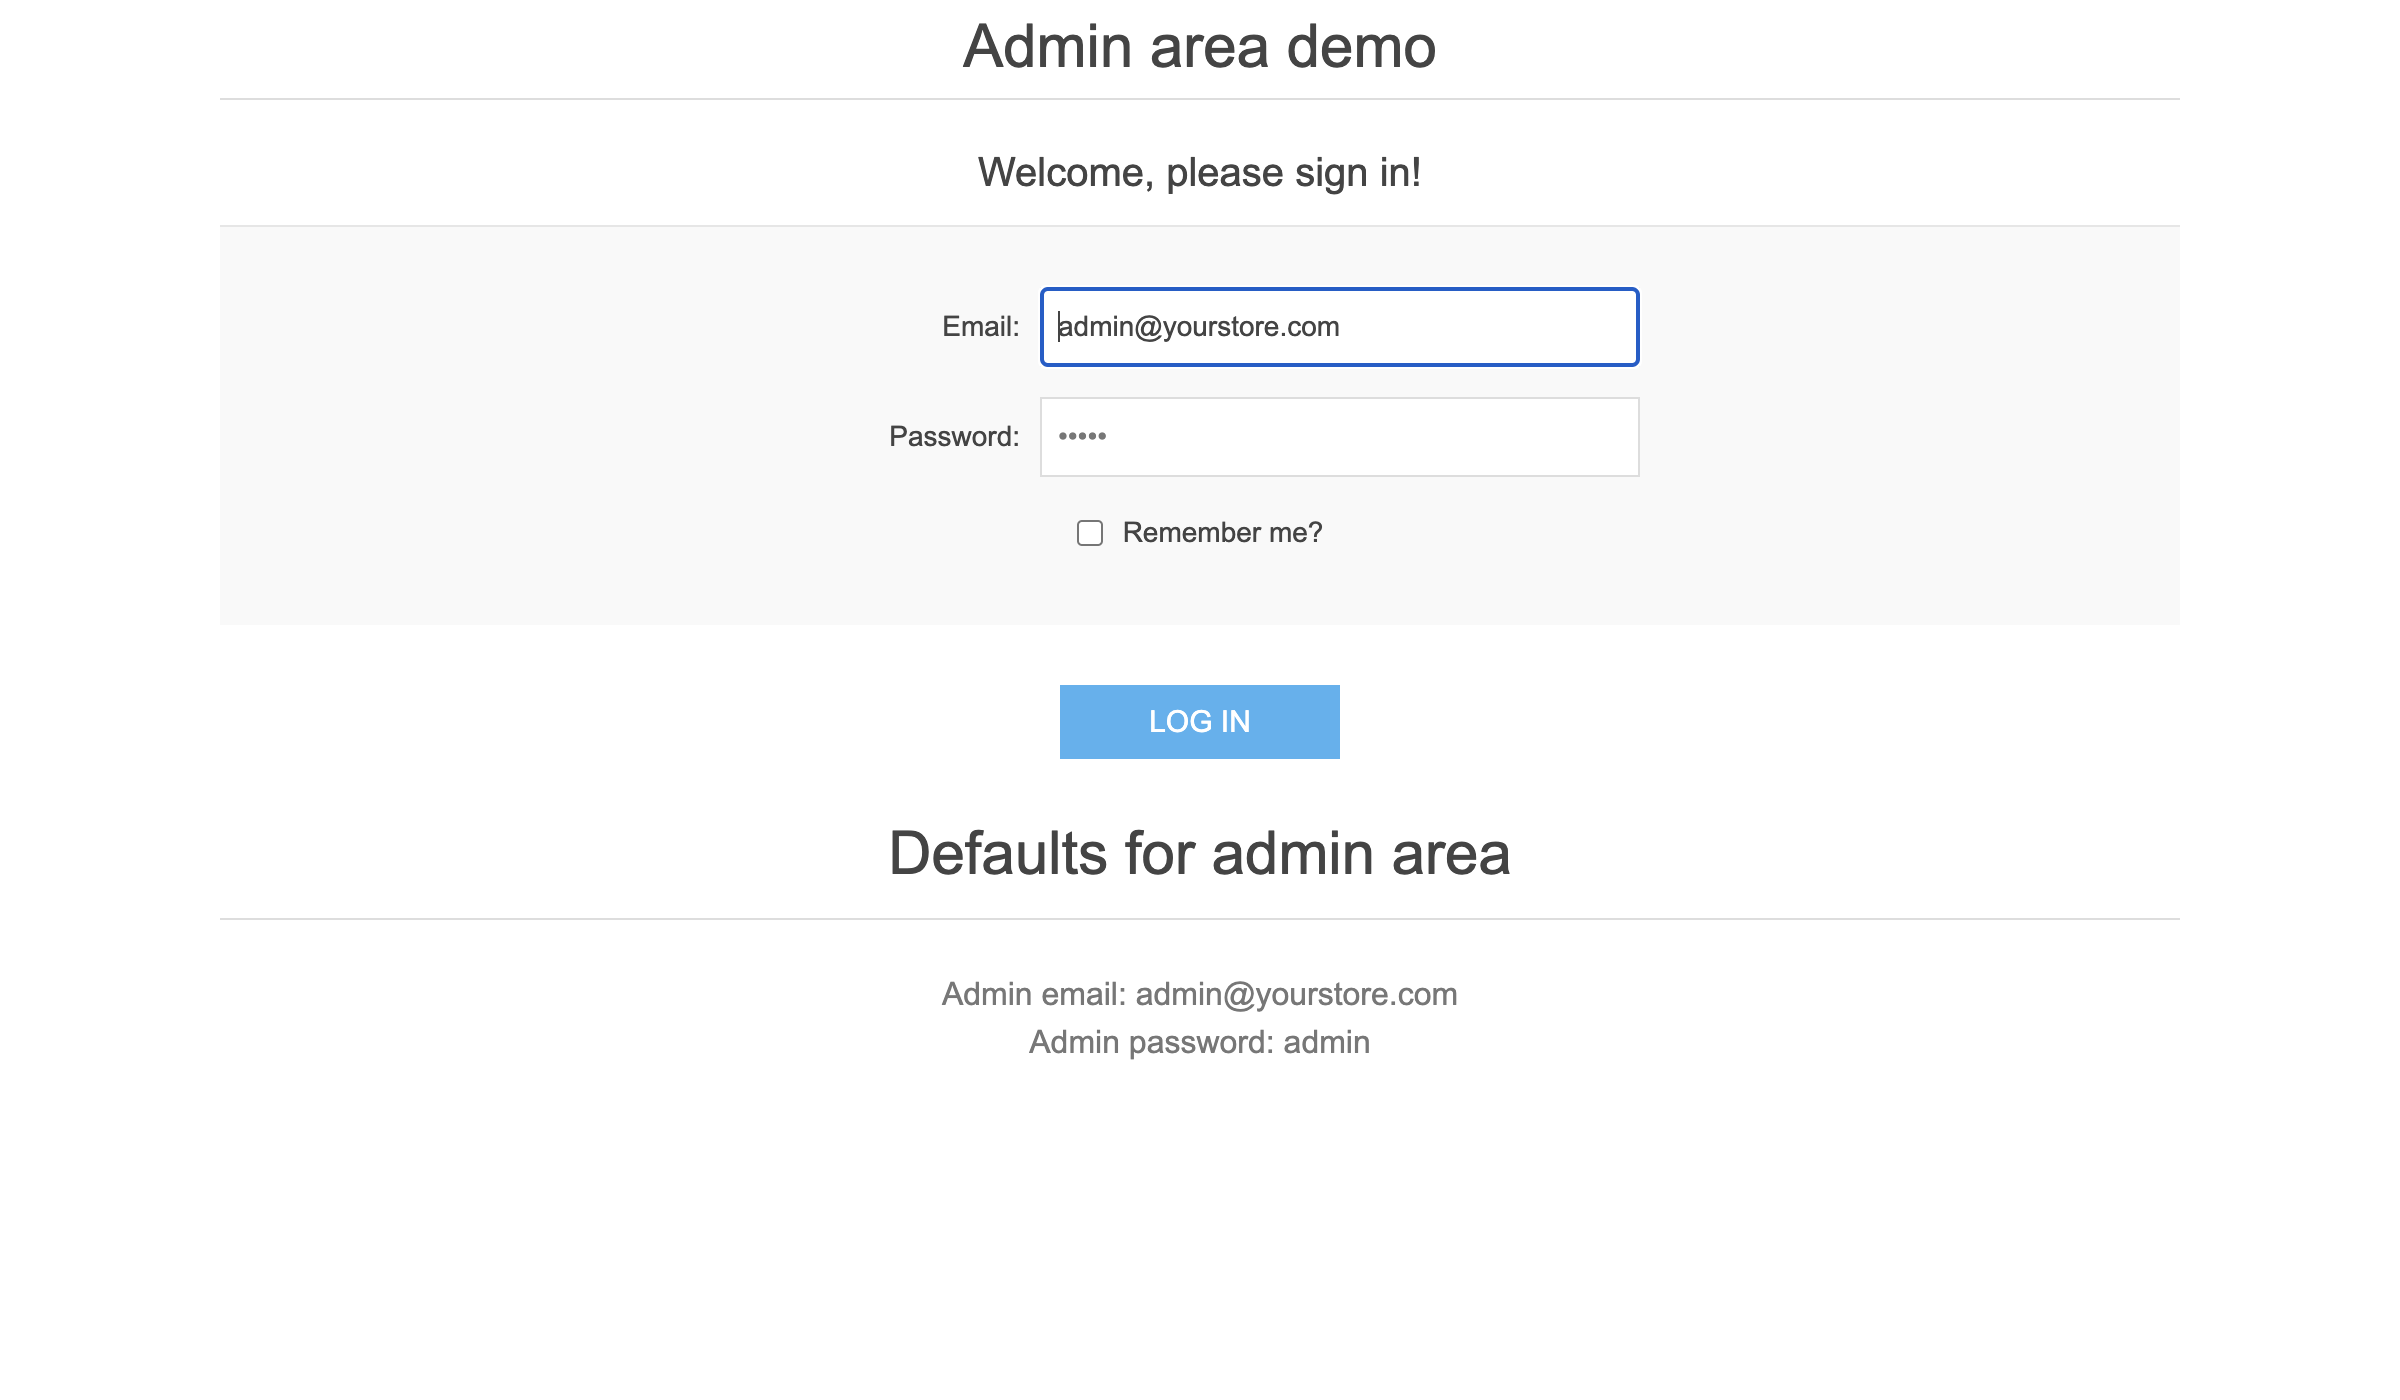 Admin area demo
Welcome, please sign in!
Email: admin@yourstore.com
Password: •••••
Remember me?
LOG IN
Defaults for admin area
Admin email: admin@yourstore.com
Admin password: admin